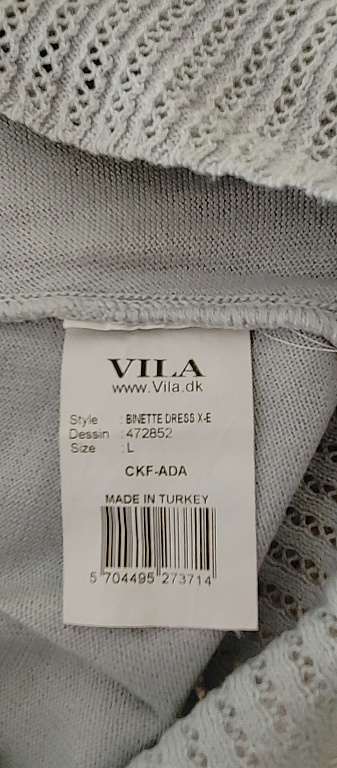 VILA
www.Vila.dk
Style : BINETTE DRESS X-E
Dessin : 472852
Size : L
CKF-ADA
MADE IN TURKEY
5 704495 273714